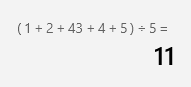 (1 + 2 + 43 + 4 + 5) ÷ 5 =
11